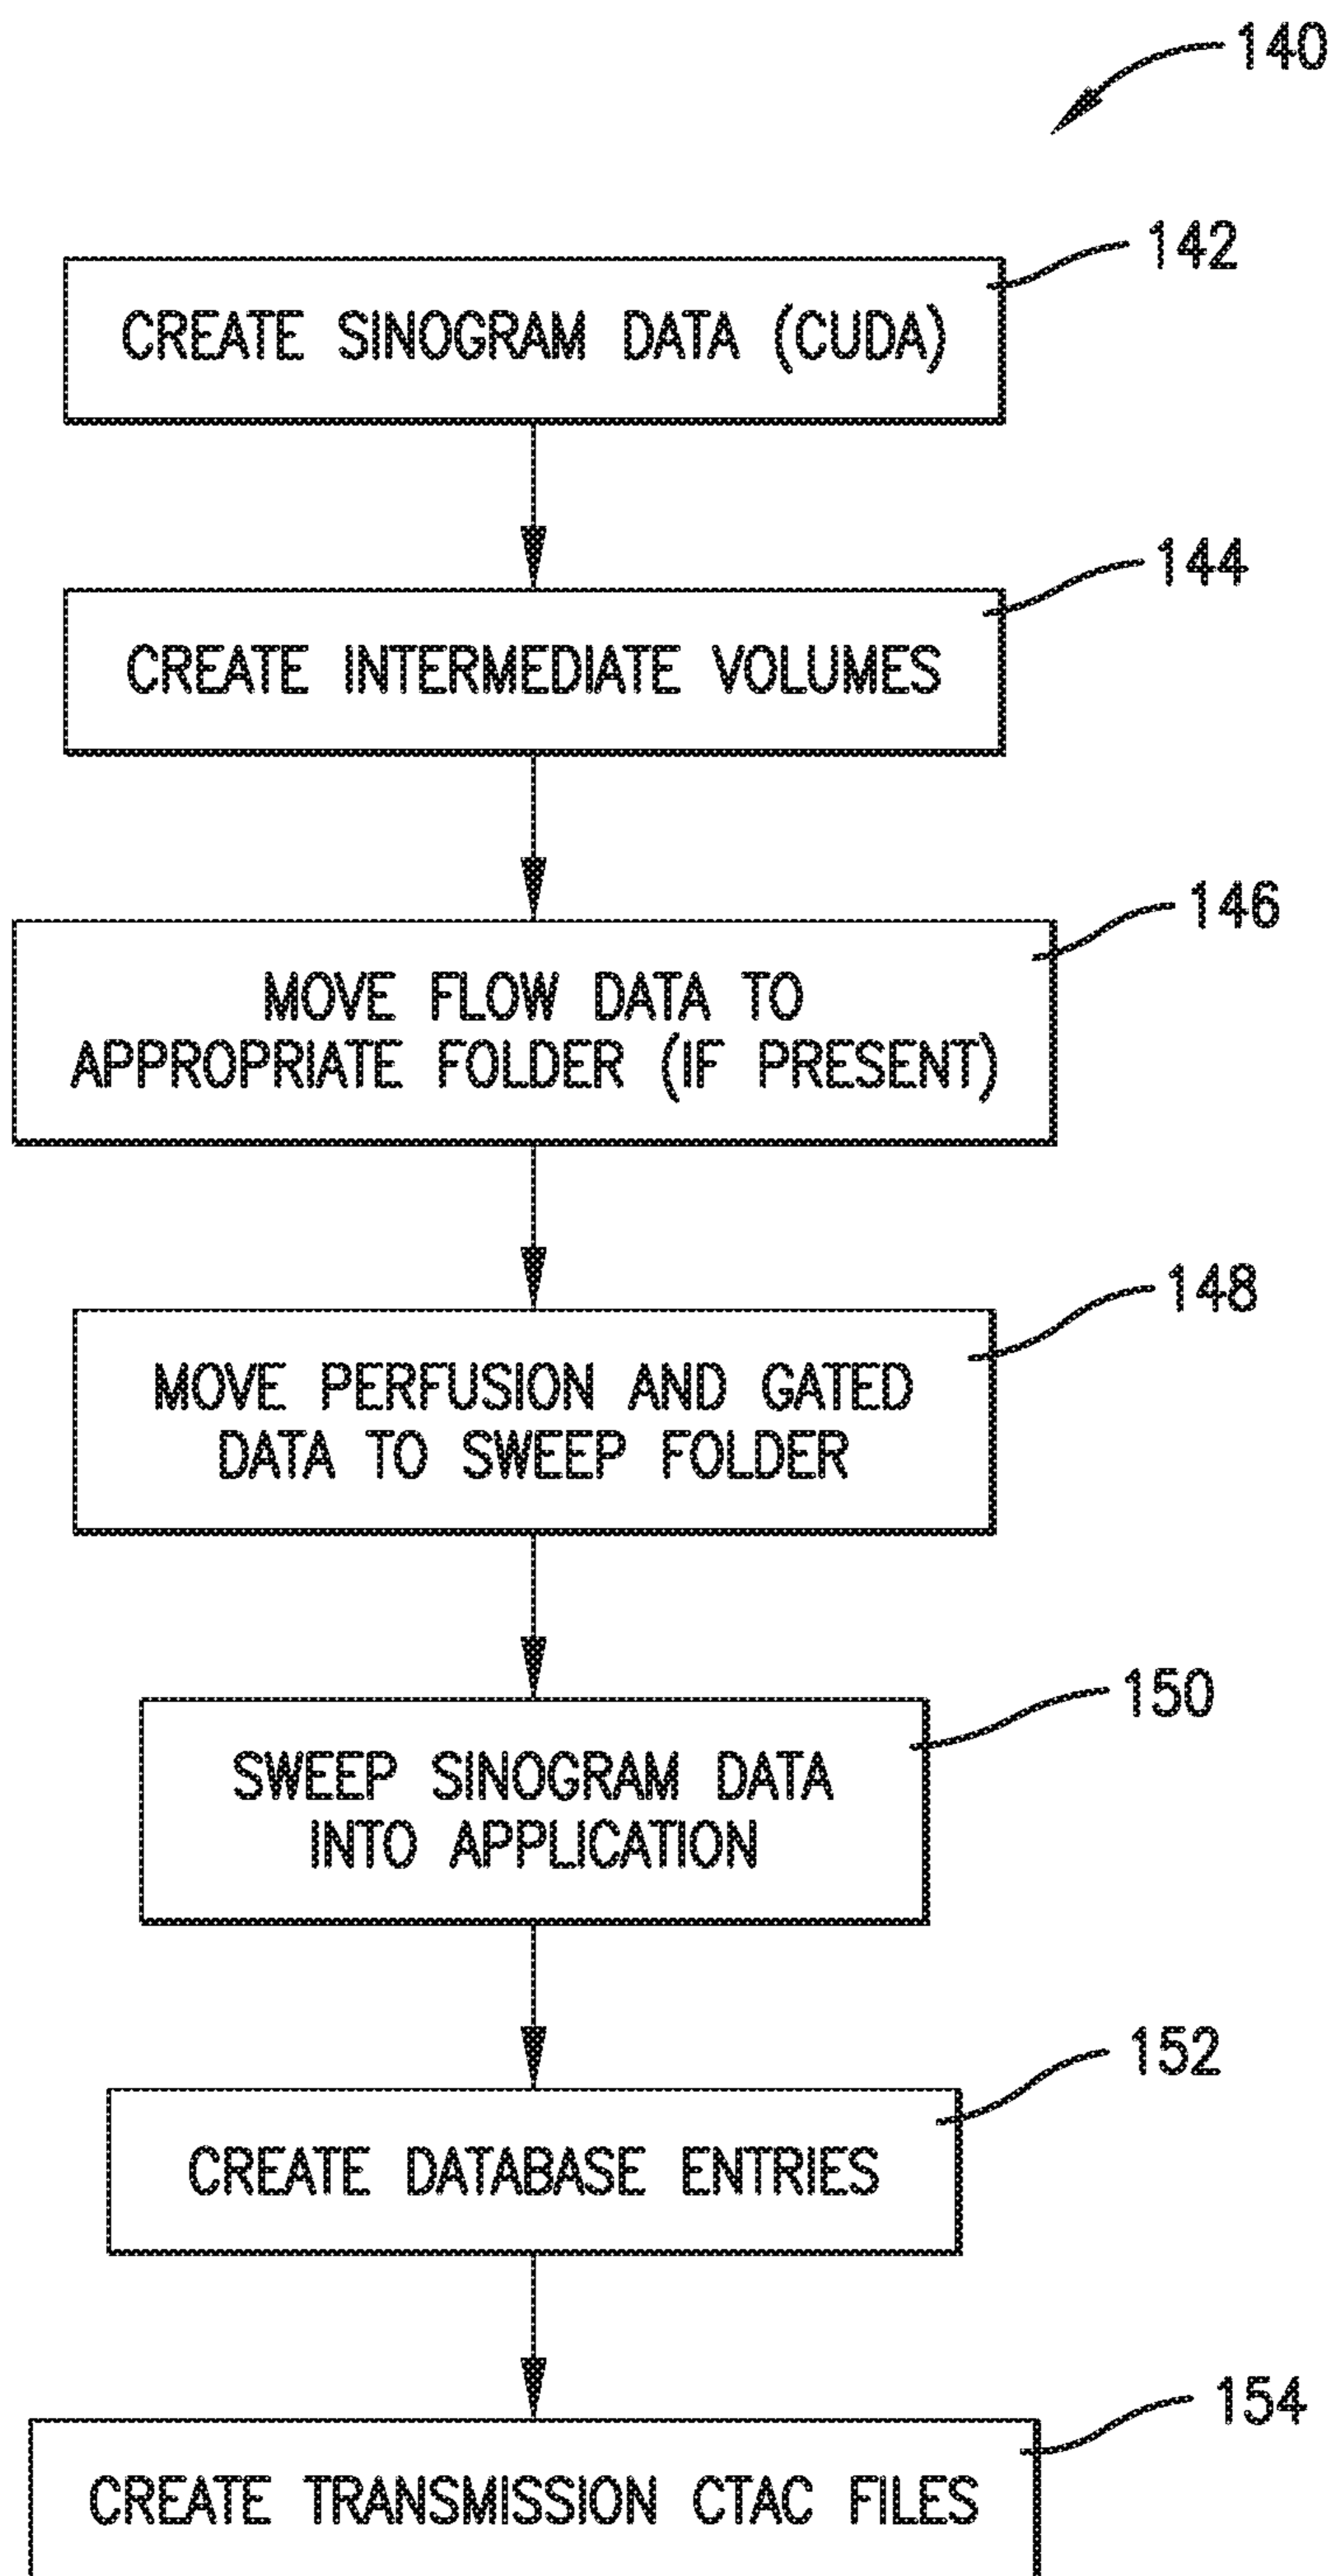 140
142
CREATE SINOGRAM DATA (CUDA)
144
CREATE INTERMEDIATE VOLUMES
146
MOVE FLOW DATA TO
APPROPRIATE FOLDER (IF PRESENT)
148
MOVE PERFUSION AND GATED
DATA TO SWEEP FOLDER
150
SWEEP SINOGRAM DATA
INTO APPLICATION
152
CREATE DATABASE ENTRIES
154
CREATE TRANSMISSION CTAC FILES